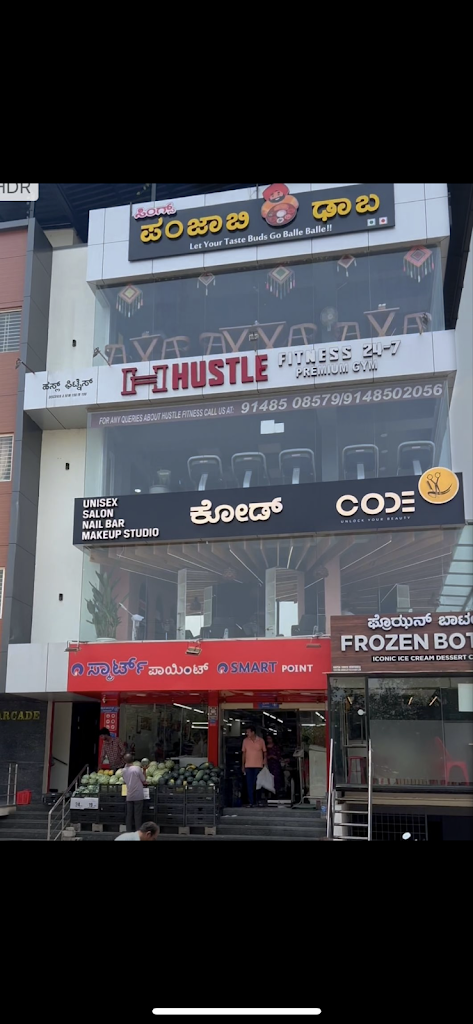 HDR
ಸಿಂಗ್ಸ್
ಪಂಜಾಬಿ ಢಾಬ
Let Your Taste Buds Go Balle Balle!!
ಹಸ್ಲ್ ಫಿಟ್ನೆಸ್
HUSTLE FITNESS 24-7
PREMIUM GYM
FOR ANY QUERIES ABOUT HUSTLE FITNESS CALL US AT: 91485 08579/9148502056
UNISEX
SALON
NAIL BAR
MAKEUP STUDIO
ಕೋಡ್
CODE
UNLOCK YOUR BEAUTY
ಸ್ಮಾರ್ಟ್ ಪಾಯಿಂಟ್ SMART POINT
ಫ್ರೊಝನ್ ಬಾಟ
FROZEN BOT
ICONIC ICE CREAM DESSERT C
ARCADE